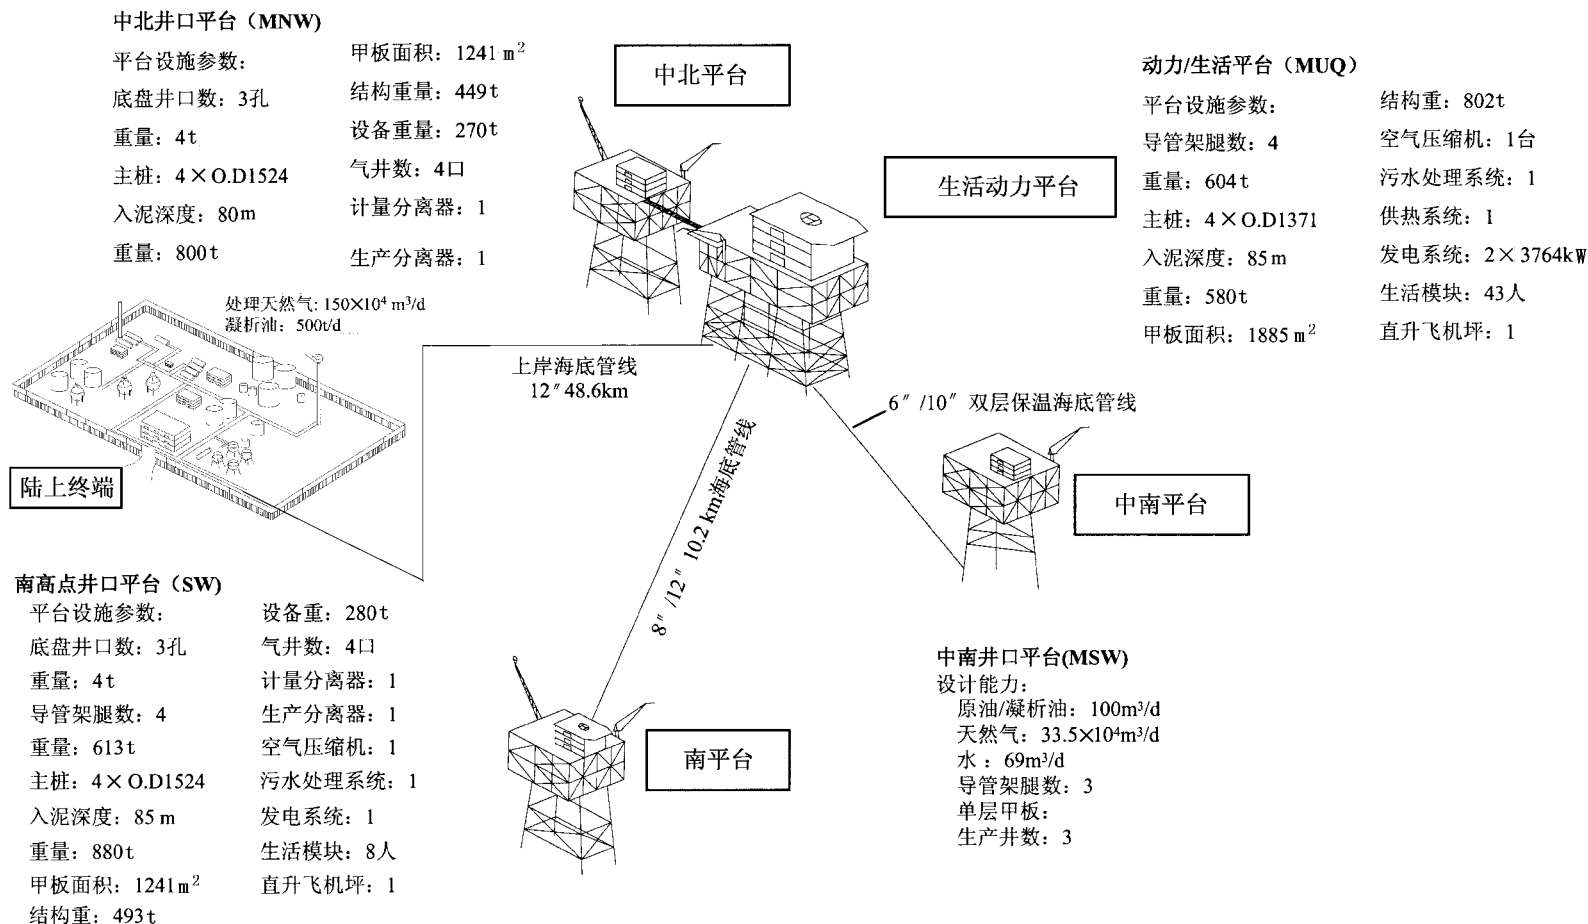 中北井口平台（MNW）
平台设施参数：
底盘井口数：3孔
重量：4t
主桩：4×O.D1524
入泥深度：80m
重量：800t
甲板面积：1241 m²
结构重量：449t
设备重量：270t
气井数：4口
计量分离器：1
生产分离器：1
中北平台
生活动力平台
动力/生活平台（MUQ）
平台设施参数：
导管架腿数：4
重量：604t
主桩：4×O.D1371
入泥深度：85m
重量：580t
甲板面积：1885 m²
结构重：802t
空气压缩机：1台
污水处理系统：1
供热系统：1
发电系统：2×3764kW
生活模块：43人
直升飞机坪：1
处理天然气：150×10⁴ m³/d
凝析油：500t/d
上岸海底管线
12″48.6km
6″/10″ 双层保温海底管线
8″/12″ 10.2 km海底管线
陆上终端
中南平台
南平台
南高点井口平台（SW）
平台设施参数：
底盘井口数：3孔
重量：4t
导管架腿数：4
重量：613t
主桩：4×O.D1524
入泥深度：85m
重量：880t
甲板面积：1241m²
结构重：493t
设备重：280t
气井数：4口
计量分离器：1
生产分离器：1
空气压缩机：1
污水处理系统：1
发电系统：1
生活模块：8人
直升飞机坪：1
中南井口平台(MSW)
设计能力：
原油/凝析油：100m³/d
天然气：33.5×10⁴m³/d
水：69m³/d
导管架腿数：3
单层甲板：
生产井数：3